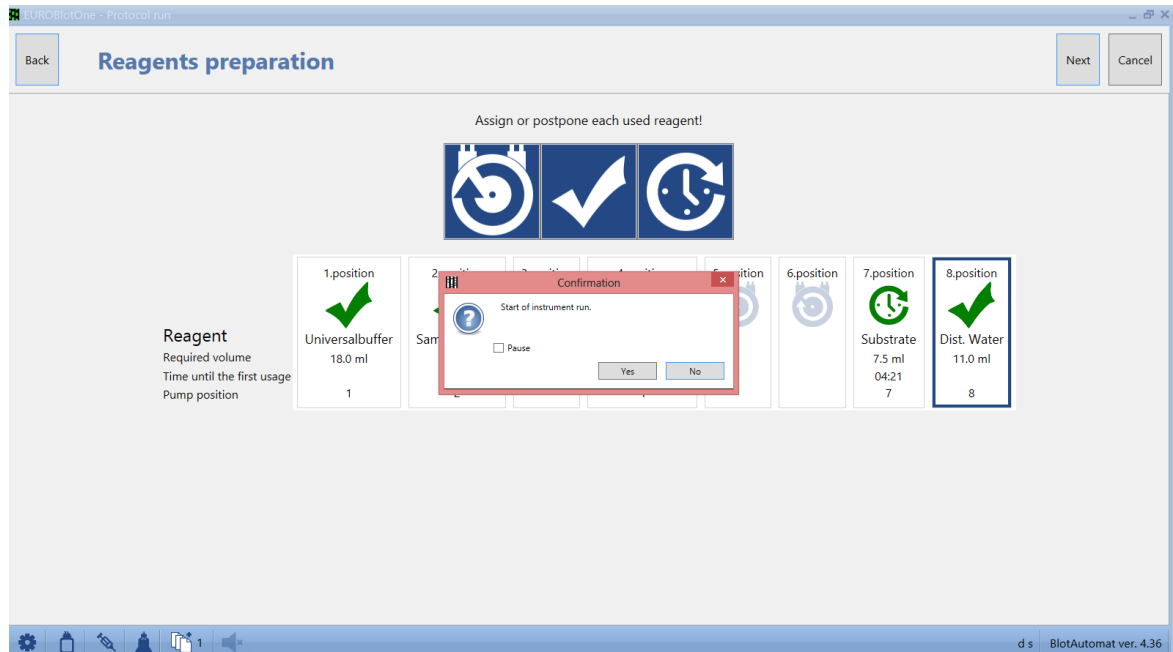 EUROBlotOne - Protocol run
Back
Reagents preparation
Next
Cancel
Assign or postpone each used reagent!
1.position
6.position
7.position
8.position
Confirmation
Start of instrument run.
Pause
Yes
No
Reagent
Universalbuffer
Substrate
Dist. Water
Required volume
18.0 ml
7.5 ml
11.0 ml
Time until the first usage
04:21
Pump position
1
7
8
1
d s
BlotAutomat ver. 4.36